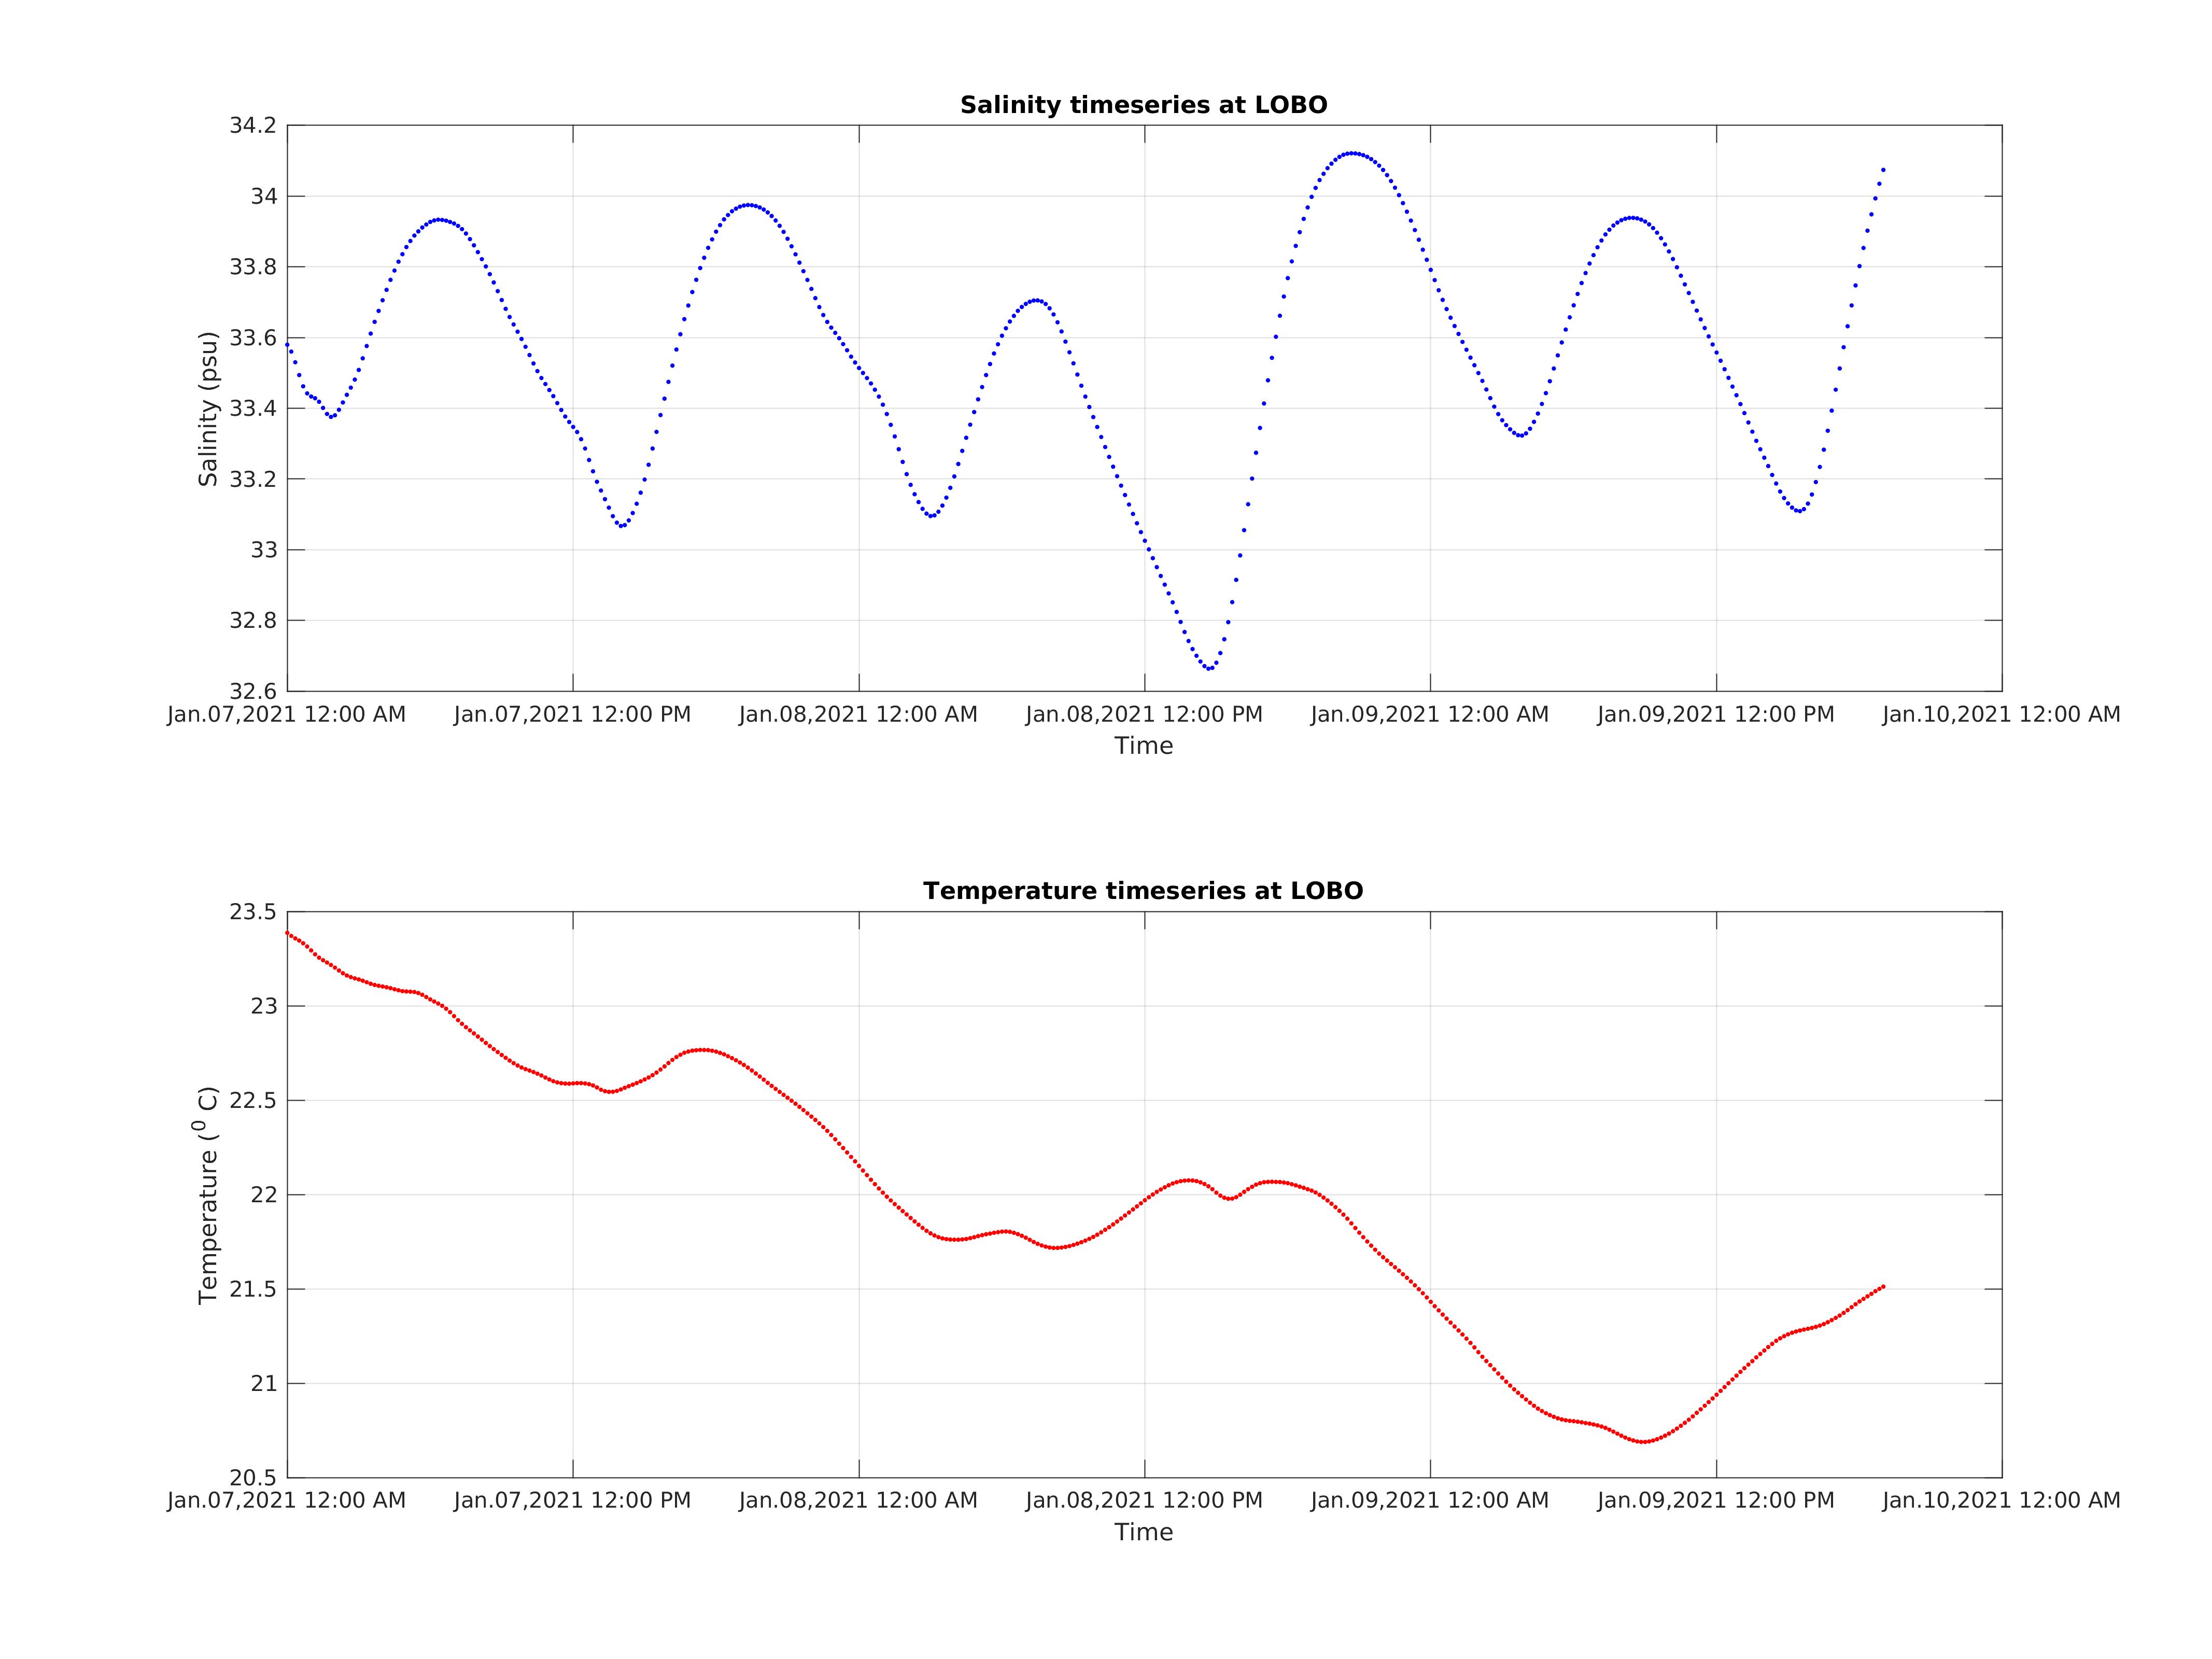 Salinity timeseries at LOBO
Salinity (psu)
34.2
34
33.8
33.6
33.4
33.2
33
32.8
32.6
Jan.07,2021 12:00 AM Jan.07,2021 12:00 PM Jan.08,2021 12:00 AM Jan.08,2021 12:00 PM Jan.09,2021 12:00 AM Jan.09,2021 12:00 PM Jan.10,2021 12:00 AM
Time
Temperature timeseries at LOBO
Temperature (⁰ C)
23.5
23
22.5
22
21.5
21
20.5
Jan.07,2021 12:00 AM Jan.07,2021 12:00 PM Jan.08,2021 12:00 AM Jan.08,2021 12:00 PM Jan.09,2021 12:00 AM Jan.09,2021 12:00 PM Jan.10,2021 12:00 AM
Time